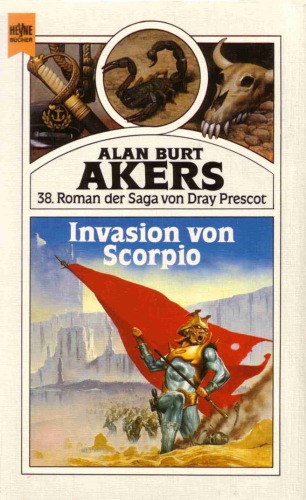 HEYNE
BÜCHER
ALAN BURT
AKERS
38. Roman der Saga von Dray Prescot
Invasion von
Scorpio